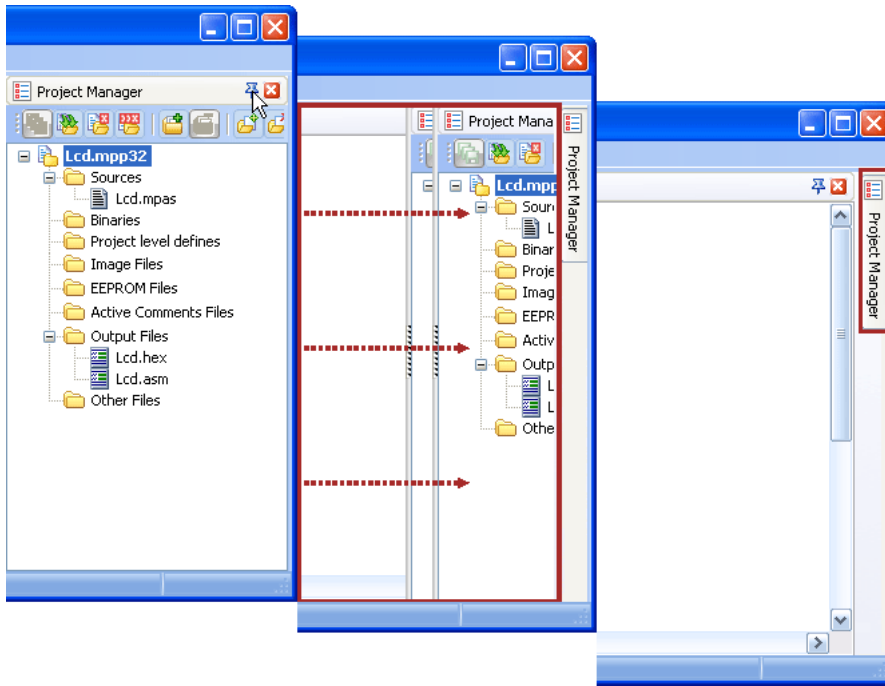 Project Manager
Lcd.mpp32
Sources
Lcd.mpas
Binaries
Project level defines
Image Files
EEPROM Files
Active Comments Files
Output Files
Lcd.hex
Lcd.asm
Other Files
Project Mana
Lcd.mpp
Sour
L
Binar
Proje
Imag
EEPR
Activ
Outp
L
L
Othe
Project Manager
Project Manager